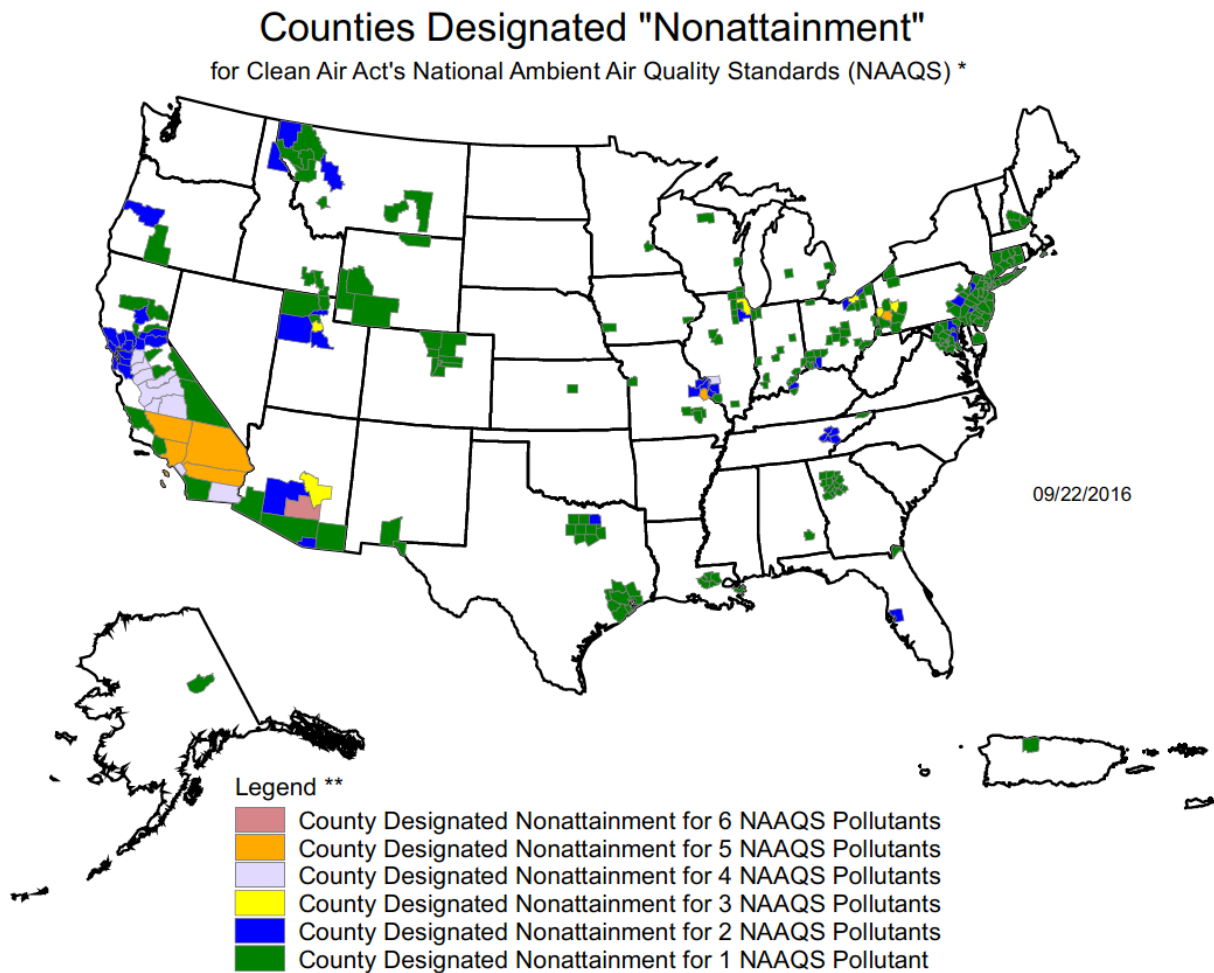 Counties Designated "Nonattainment"
for Clean Air Act's National Ambient Air Quality Standards (NAAQS) *
09/22/2016
Legend **
County Designated Nonattainment for 6 NAAQS Pollutants
County Designated Nonattainment for 5 NAAQS Pollutants
County Designated Nonattainment for 4 NAAQS Pollutants
County Designated Nonattainment for 3 NAAQS Pollutants
County Designated Nonattainment for 2 NAAQS Pollutants
County Designated Nonattainment for 1 NAAQS Pollutant